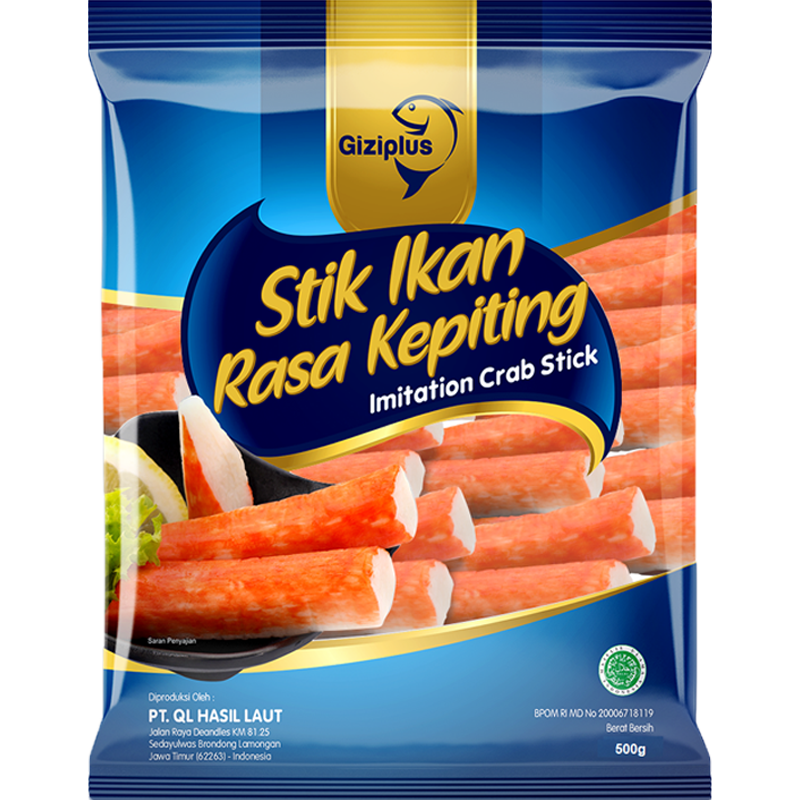 Giziplus
Stik Ikan
Rasa Kepiting
Imitation Crab Stick
Saran Penyajian
Diproduksi Oleh :
PT. QL HASIL LAUT
Jalan Raya Deandles KM 81.25
Sedayulwas Brondong Lamongan
Jawa Timur (62263) - Indonesia
BPOM RI MD No 20006718119
Berat Bersih
500g